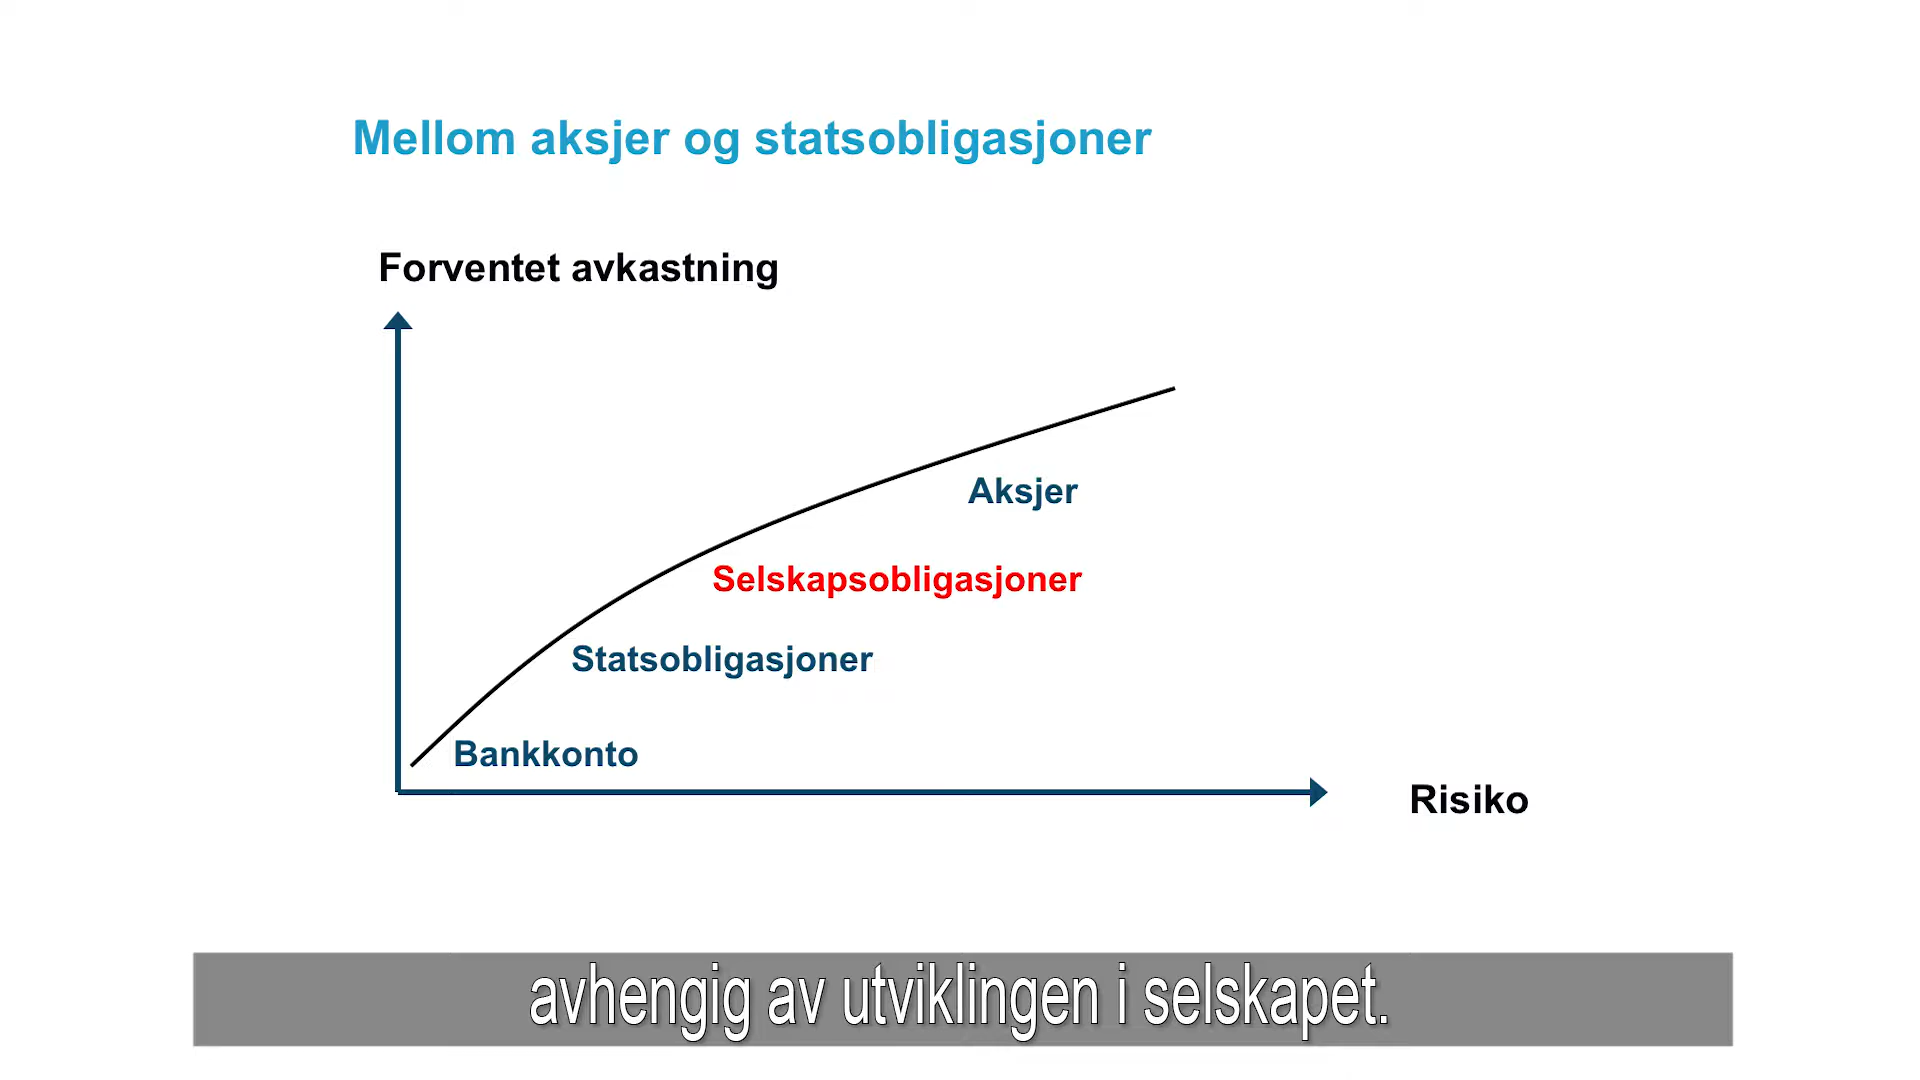 Mellom aksjer og statsobligasjoner
Forventet avkastning
Aksjer
Selskapsobligasjoner
Statsobligasjoner
Bankkonto
Risiko
avhengig av utviklingen i selskapet.